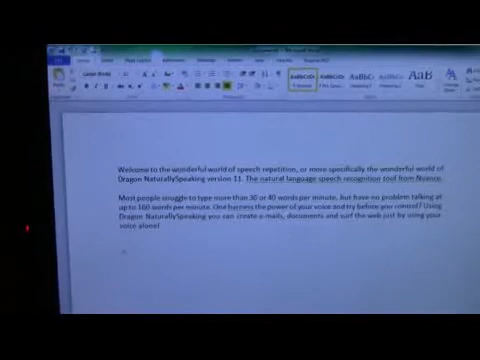 Welcome to the wonderful world of speech repetition, or more specifically the wonderful world of
Dragon NaturallySpeaking version 11. The natural language speech recognition tool from Nuance.
Most people struggle to type more than 30 or 40 words per minute, but have no problem talking at
up to 160 words per minute. One harness the power of your voice and try before you control? Using
Dragon NaturallySpeaking you can create e-mails, documents and surf the web just by using your
voice alone!